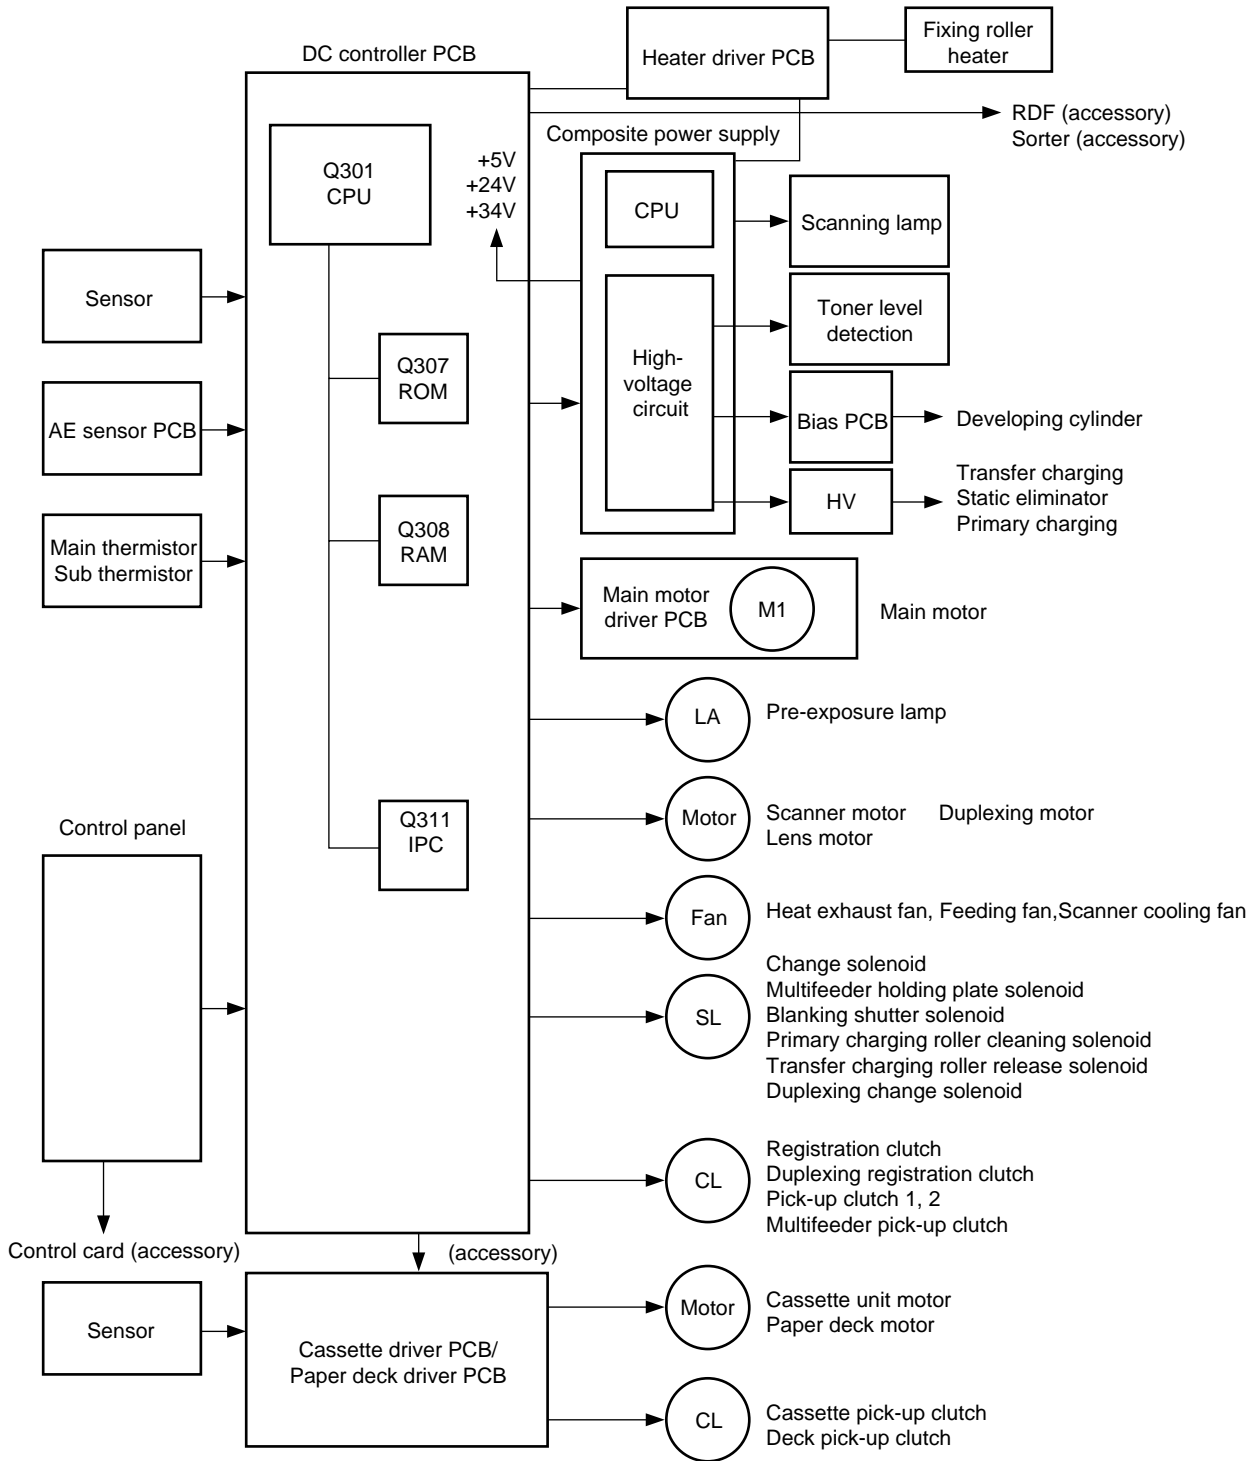 DC controller PCB
Heater driver PCB
Fixing roller
heater
RDF (accessory)
Sorter (accessory)
Composite power supply
Q301
CPU
+5V
+24V
+34V
CPU
Scanning lamp
Sensor
Toner level
detection
Q307
ROM
High-
voltage
circuit
AE sensor PCB
Bias PCB
Developing cylinder
HV
Transfer charging
Static eliminator
Primary charging
Q308
RAM
Main thermistor
Sub thermistor
Main motor
driver PCB
M1
Main motor
LA
Pre-exposure lamp
Q311
IPC
Motor
Scanner motor Duplexing motor
Lens motor
Control panel
Fan
Heat exhaust fan, Feeding fan,Scanner cooling fan
SL
Change solenoid
Multifeeder holding plate solenoid
Blanking shutter solenoid
Primary charging roller cleaning solenoid
Transfer charging roller release solenoid
Duplexing change solenoid
CL
Registration clutch
Duplexing registration clutch
Pick-up clutch 1, 2
Multifeeder pick-up clutch
Control card (accessory)
(accessory)
Sensor
Cassette driver PCB/
Paper deck driver PCB
Motor
Cassette unit motor
Paper deck motor
CL
Cassette pick-up clutch
Deck pick-up clutch